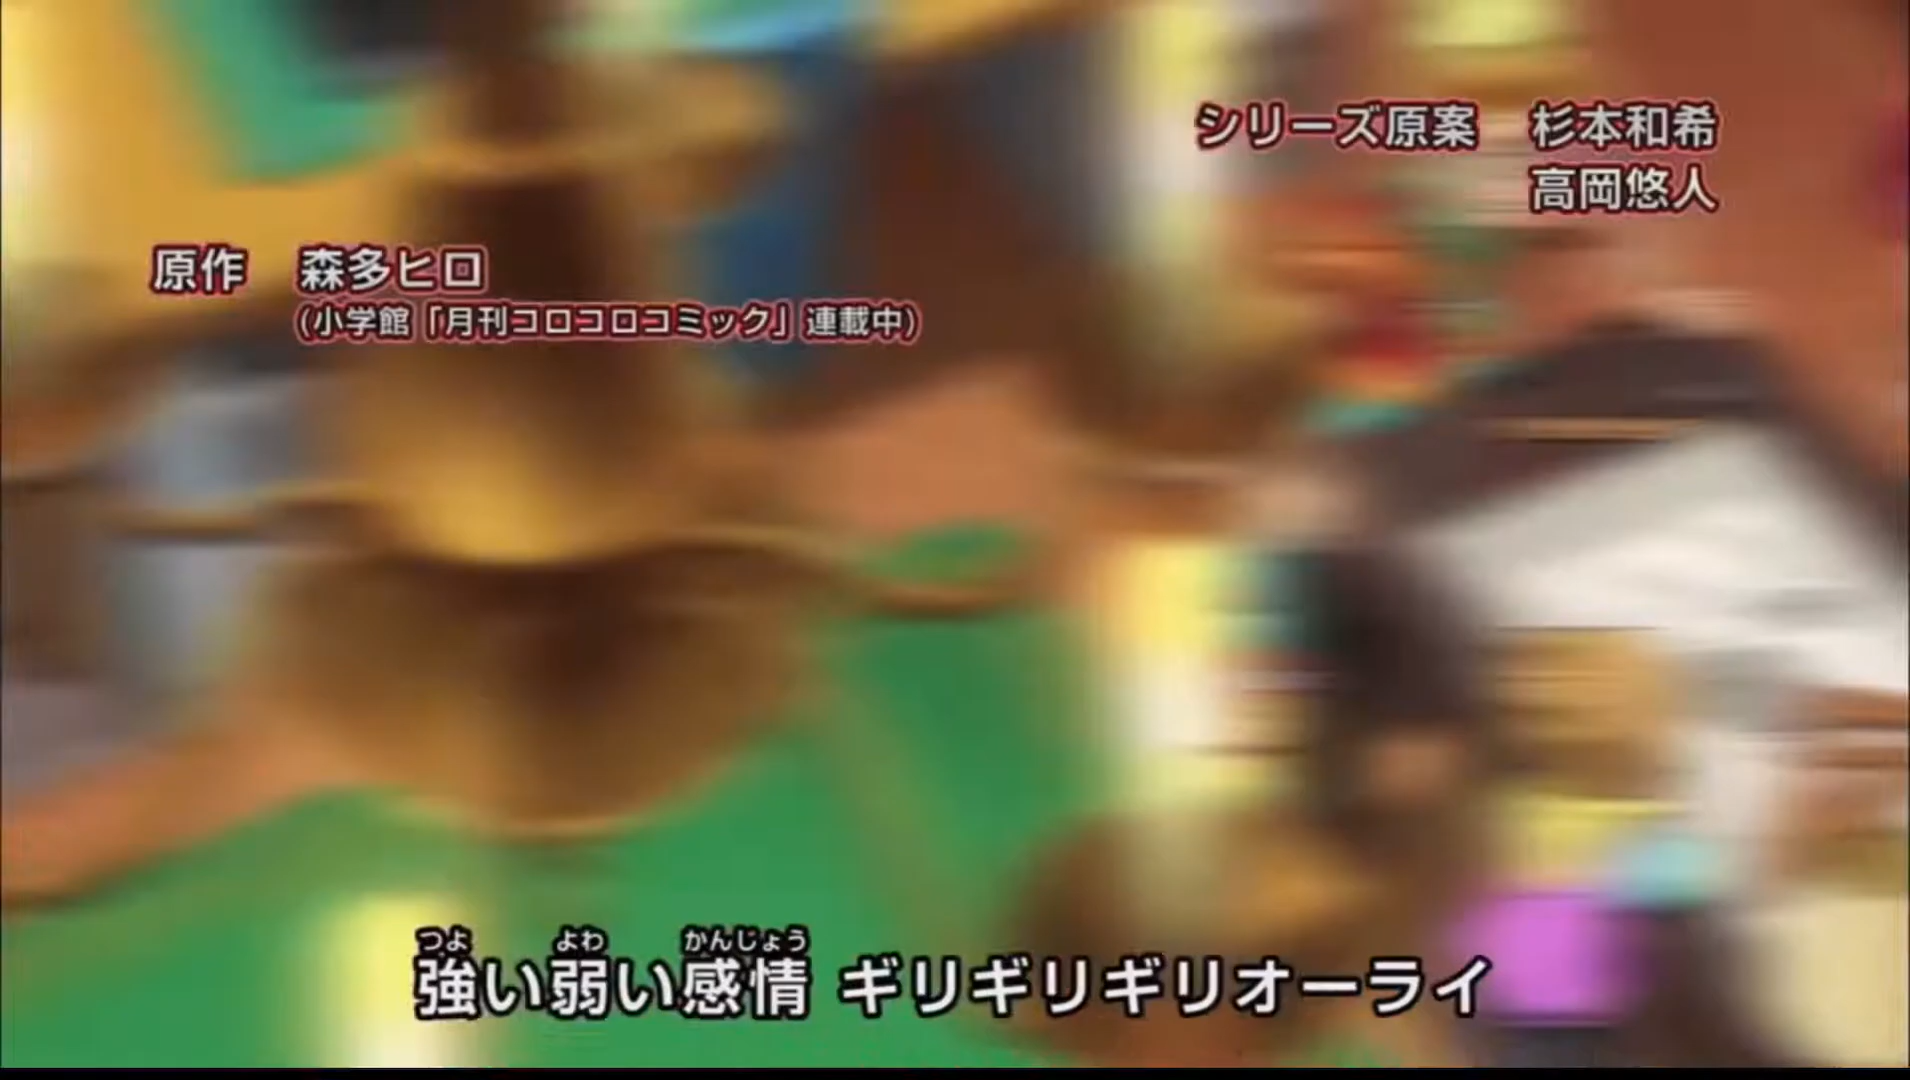 シリーズ原案　杉本和希
高岡悠人
原作　森多ヒロ
(小学館「月刊コロコロコミック」連載中)
つよ よわ かんじょう
強い弱い感情 ギリギリギリオーライ